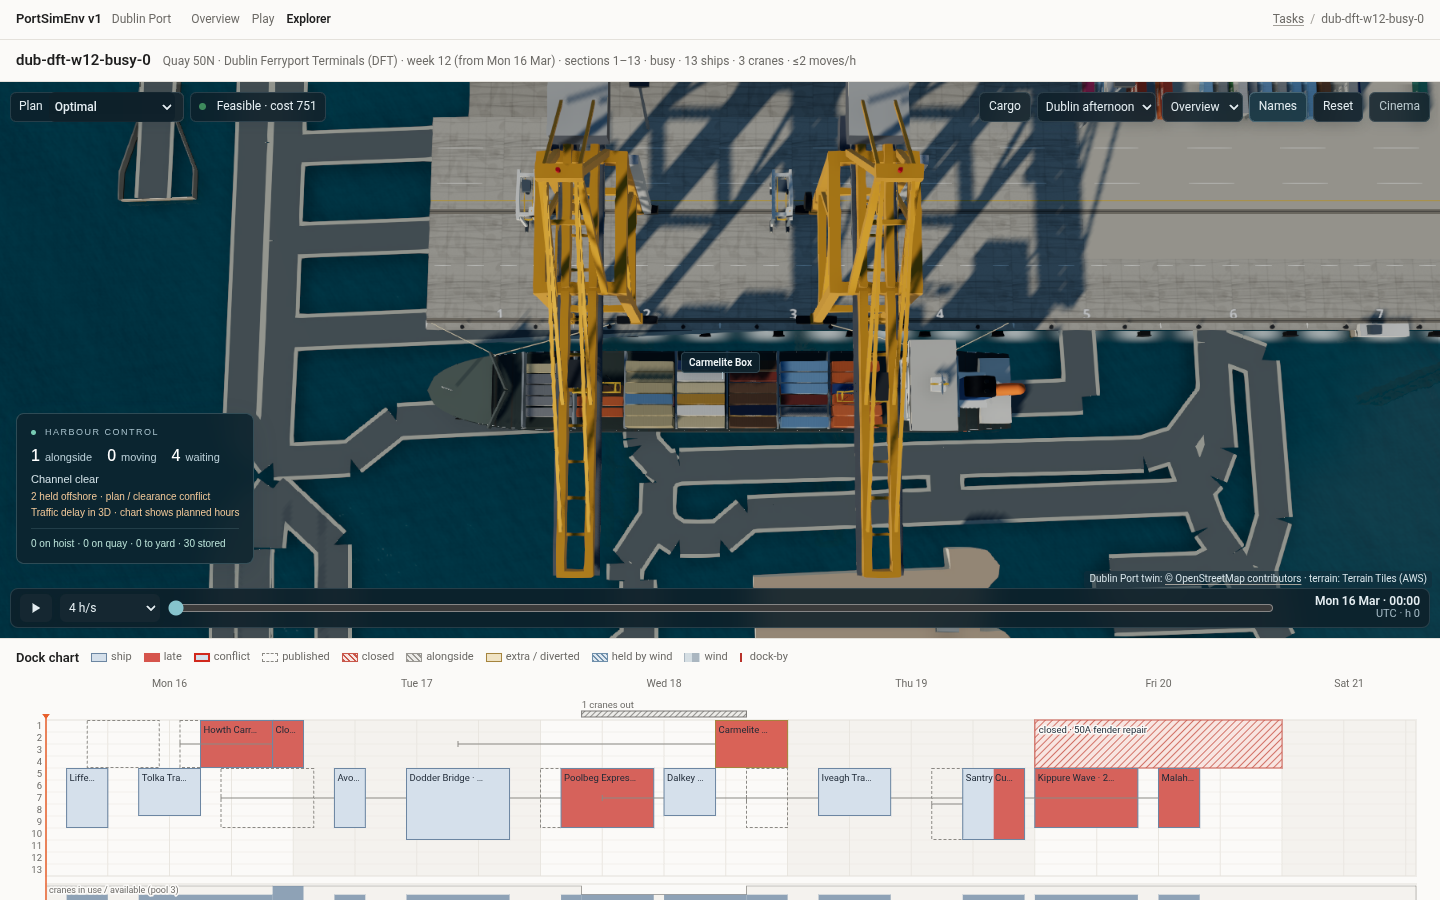 PortSimEnv v1 Dublin Port Overview Play Explorer Tasks / dub-dft-w12-busy-0
dub-dft-w12-busy-0 Quay 50N · Dublin Ferryport Terminals (DFT) · week 12 (from Mon 16 Mar) · sections 1–13 · busy · 13 ships · 3 cranes · ≤2 moves/h
Plan Optimal Feasible · cost 751 Cargo Dublin afternoon Overview Names Reset Cinema
1 2 3 4 5 6 7
Carmelite Box
HARBOUR CONTROL
1 alongside 0 moving 4 waiting
Channel clear
2 held offshore · plan / clearance conflict
Traffic delay in 3D · chart shows planned hours
0 on hoist · 0 on quay · 0 to yard · 30 stored
Dublin Port twin: © OpenStreetMap contributors · terrain: Terrain Tiles (AWS)
4 h/s Mon 16 Mar · 00:00
UTC · h 0
Dock chart ship late conflict published closed alongside extra / diverted held by wind wind dock-by
Mon 16 Tue 17 Wed 18 Thu 19 Fri 20 Sat 21
1 cranes out
1 Howth Carr... Clo... Carmelite ... closed · 50A fender repair
2
3
4
5 Liffe... Tolka Tra... Avo... Dodder Bridge · ... Poolbeg Expres... Dalkey ... Iveagh Tra... Santry Cu... Kippure Wave · 2... Malah...
6
7
8
9
10
11
12
13
cranes in use / available (pool 3)